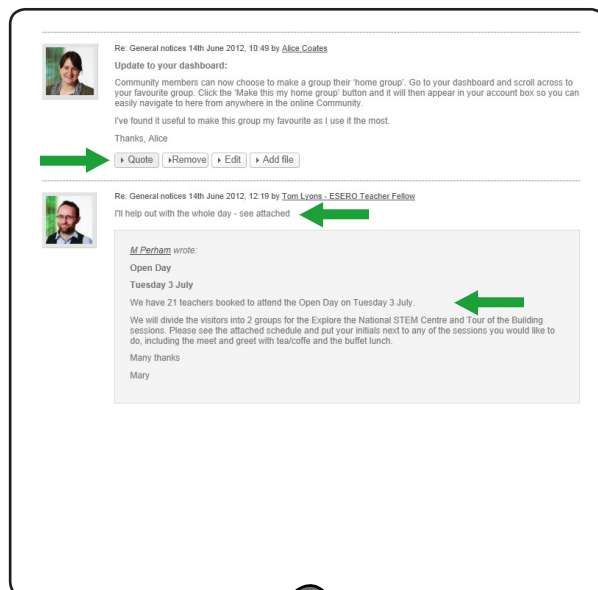 Re: General notices 14th June 2012, 10:49 by Alice Coates
Update to your dashboard:
Community members can now choose to make a group their 'home group'. Go to your dashboard and scroll across to
your favourite group. Click the 'Make this my home group' button and it will then appear in your account box so you can
easily navigate to here from anywhere in the online Community.
I've found it useful to make this group my favourite as I use it the most.
Thanks, Alice
Quote Remove Edit Add file
Re: General notices 14th June 2012, 12:19 by Tom Lyons - ESERO Teacher Fellow
I'll help out with the whole day - see attached
M Perham wrote:
Open Day
Tuesday 3 July
We have 21 teachers booked to attend the Open Day on Tuesday 3 July.
We will divide the visitors into 2 groups for the Explore the National STEM Centre and Tour of the Building
sessions. Please see the attached schedule and put your initials next to any of the sessions you would like to
do, including the meet and greet with tea/coffe and the buffet lunch.
Many thanks
Mary